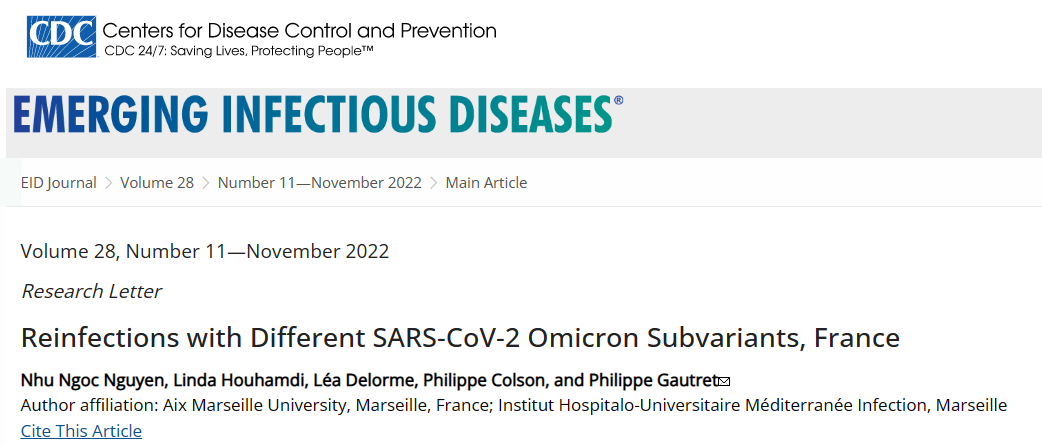 CDC Centers for Disease Control and Prevention
CDC 24/7: Saving Lives, Protecting People™
EMERGING INFECTIOUS DISEASES®
EID Journal > Volume 28 > Number 11—November 2022 > Main Article
Volume 28, Number 11—November 2022
Research Letter
Reinfections with Different SARS-CoV-2 Omicron Subvariants, France
Nhu Ngoc Nguyen, Linda Houhamdi, Léa Delorme, Philippe Colson, and Philippe Gautret
Author affiliation: Aix Marseille University, Marseille, France; Institut Hospitalo-Universitaire Méditerranée Infection, Marseille
Cite This Article